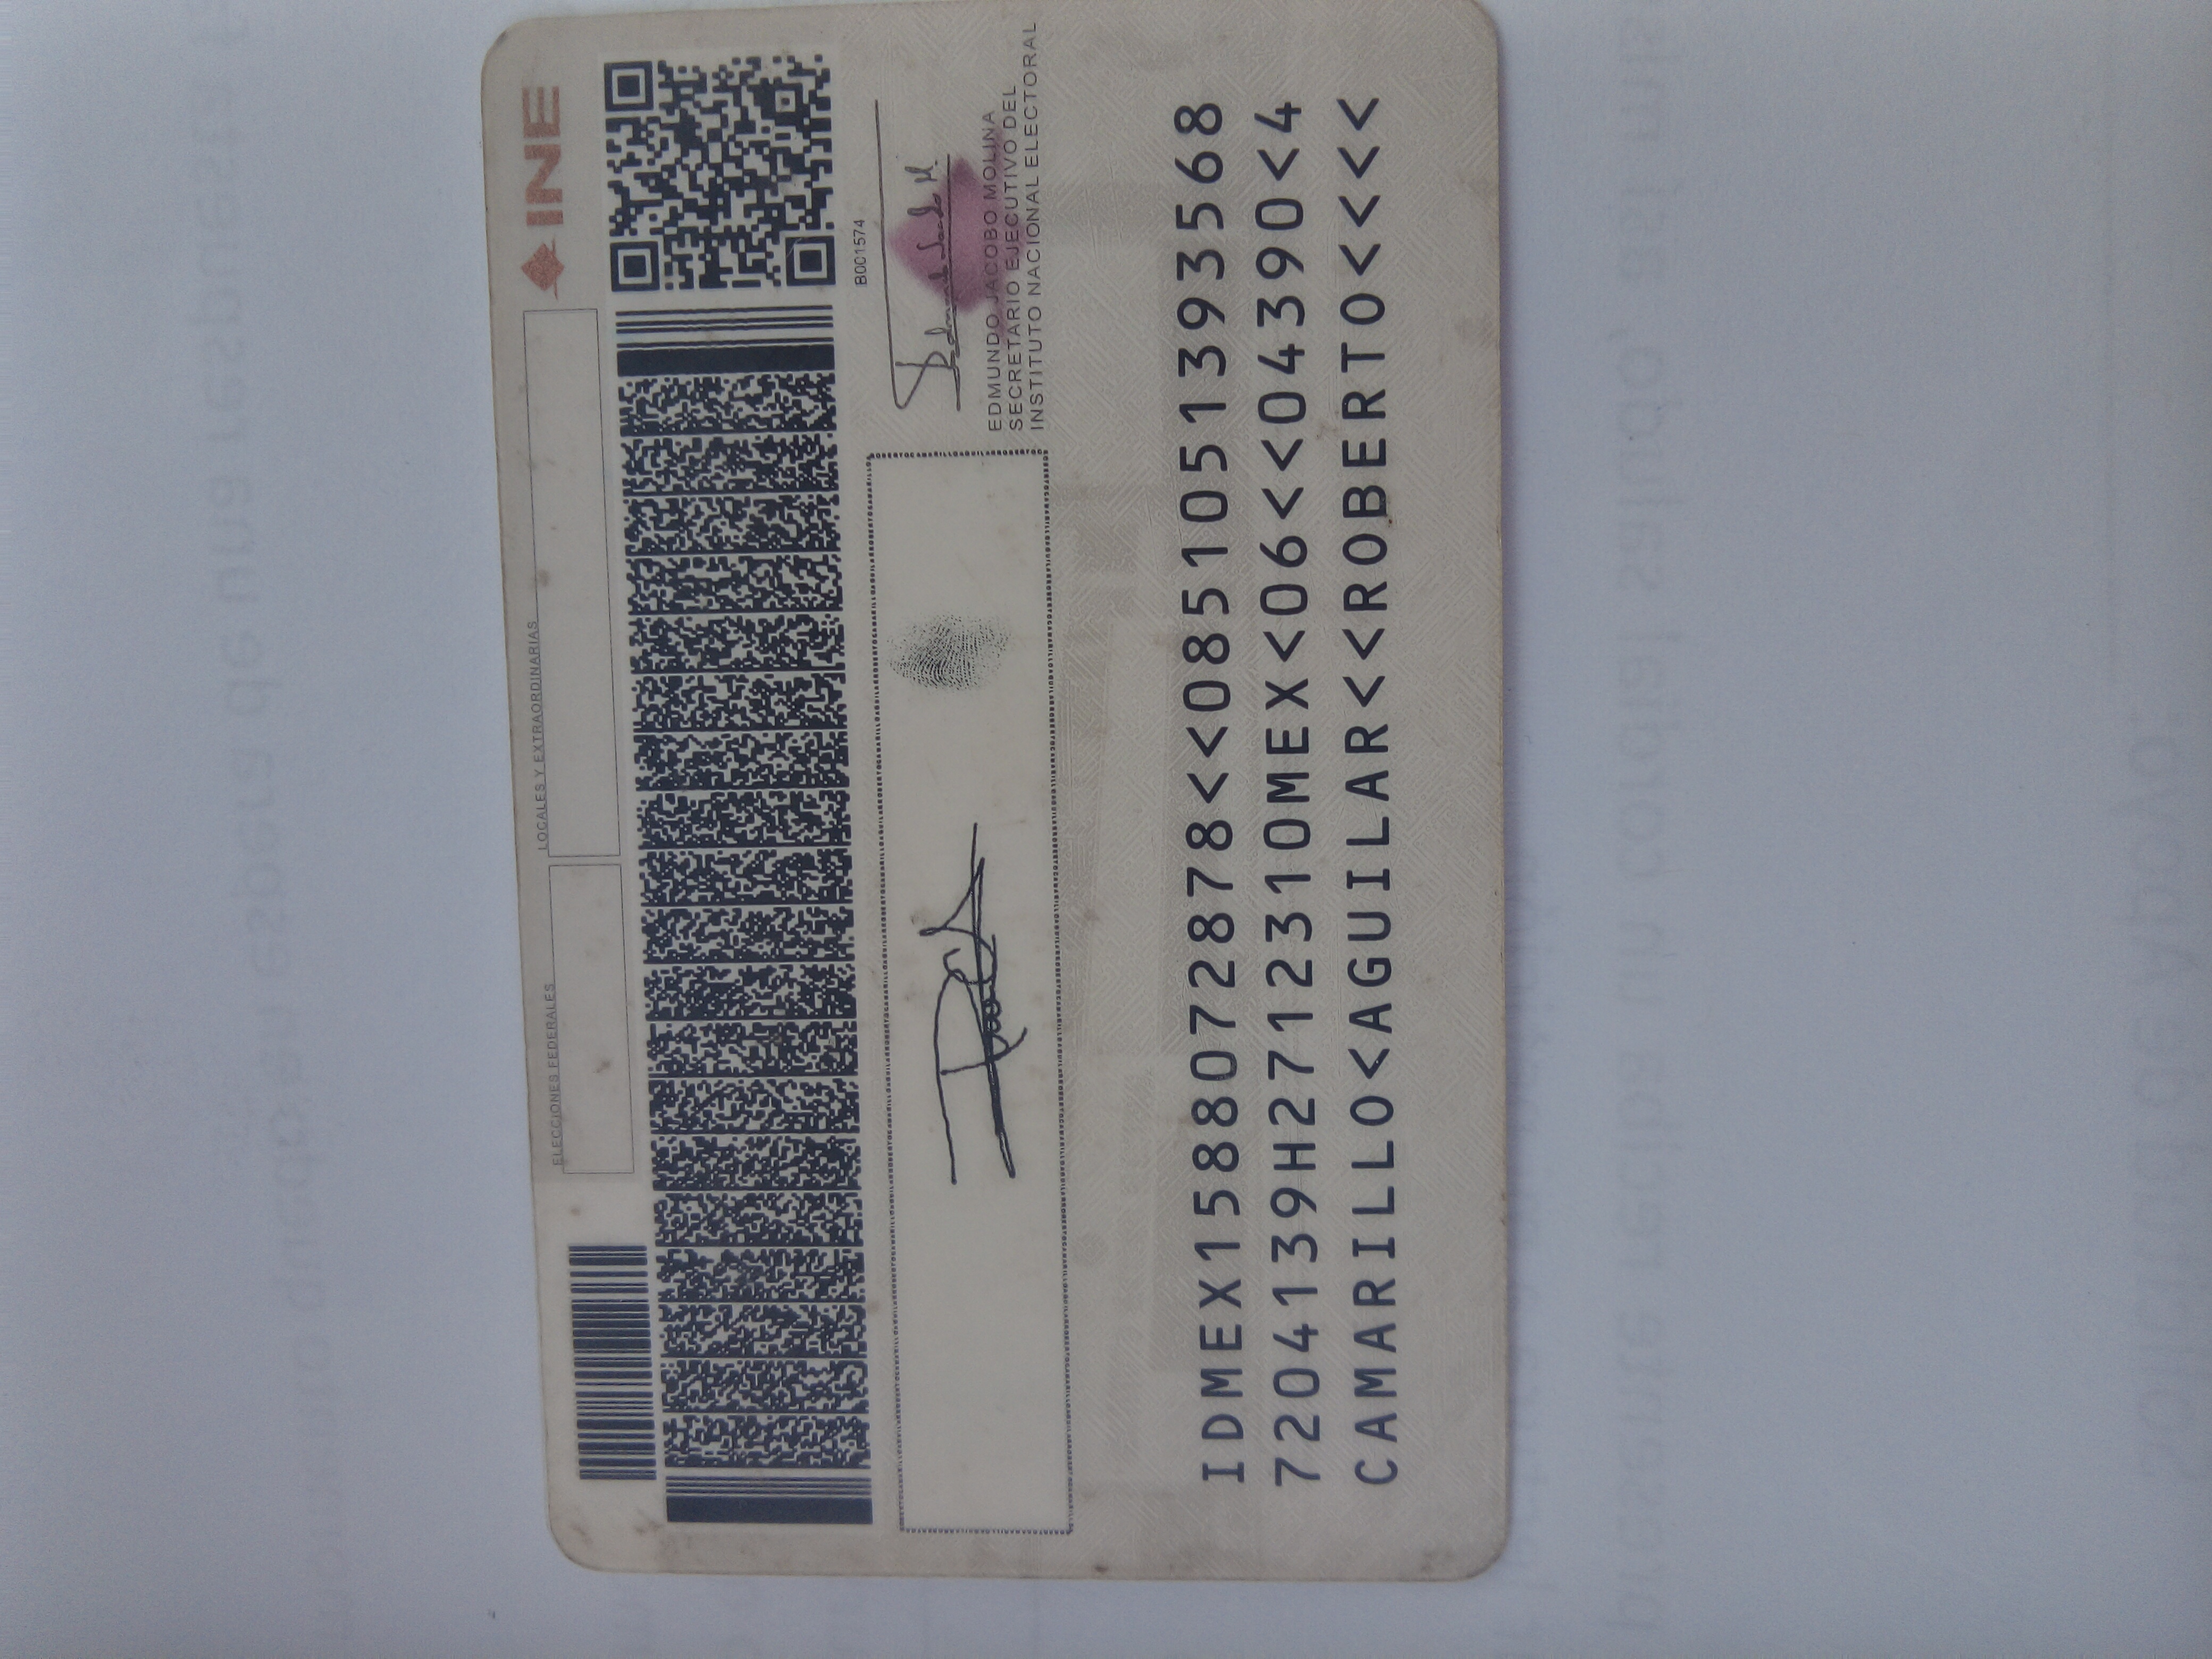 INE
ELECCIONES FEDERALES
LOCALES Y EXTRAORDINARIAS
B001574
EDMUNDO JACOBO MOLINA
SECRETARIO EJECUTIVO DEL
INSTITUTO NACIONAL ELECTORAL
IDMEX1588072878<<0851051393568
7204139H2712310MEX<06<<04390<4
CAMARILLO<AGUILAR<<ROBERTO<<<<